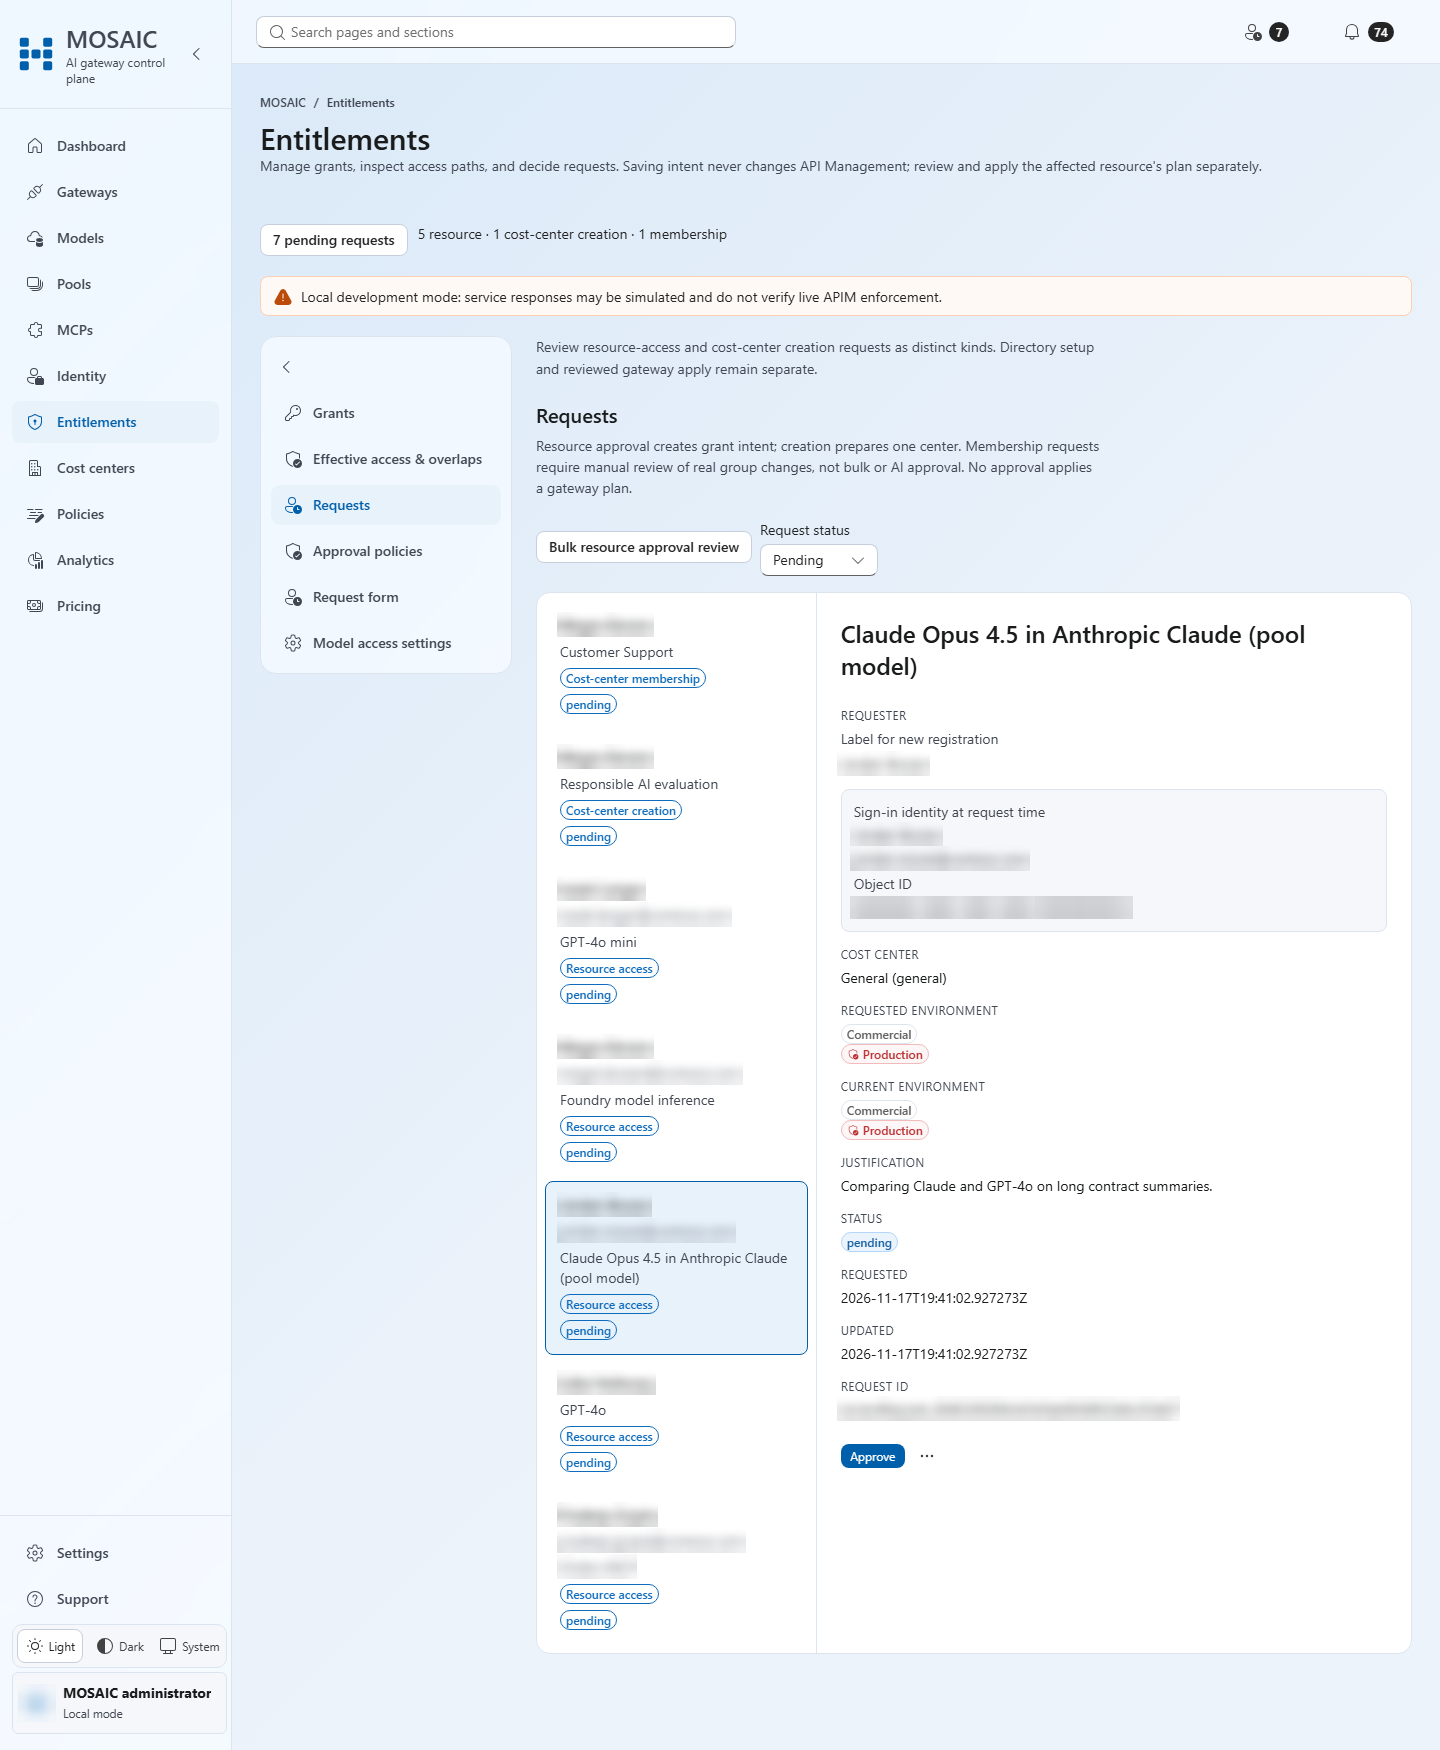 MOSAIC
AI gateway control
plane
Search pages and sections
7
74
Dashboard
Gateways
Models
Pools
MCPs
Identity
Entitlements
Cost centers
Policies
Analytics
Pricing
Settings
Support
Light
Dark
System
MOSAIC administrator
Local mode
MOSAIC / Entitlements
Entitlements
Manage grants, inspect access paths, and decide requests. Saving intent never changes API Management; review and apply the affected resource's plan separately.
7 pending requests
5 resource · 1 cost-center creation · 1 membership
Local development mode: service responses may be simulated and do not verify live APIM enforcement.
Grants
Effective access & overlaps
Requests
Approval policies
Request form
Model access settings
Review resource-access and cost-center creation requests as distinct kinds. Directory setup
and reviewed gateway apply remain separate.
Requests
Resource approval creates grant intent; creation prepares one center. Membership requests
require manual review of real group changes, not bulk or AI approval. No approval applies
a gateway plan.
Bulk resource approval review
Request status
Pending
Customer Support
Cost-center membership
pending
Responsible AI evaluation
Cost-center creation
pending
GPT-4o mini
Resource access
pending
Foundry model inference
Resource access
pending
Claude Opus 4.5 in Anthropic Claude
(pool model)
Resource access
pending
GPT-4o
Resource access
pending
Resource access
pending
Claude Opus 4.5 in Anthropic Claude (pool
model)
REQUESTER
Label for new registration
Sign-in identity at request time
Object ID
COST CENTER
General (general)
REQUESTED ENVIRONMENT
Commercial
Production
CURRENT ENVIRONMENT
Commercial
Production
JUSTIFICATION
Comparing Claude and GPT-4o on long contract summaries.
STATUS
pending
REQUESTED
2026-11-17T19:41:02.927273Z
UPDATED
2026-11-17T19:41:02.927273Z
REQUEST ID
Approve